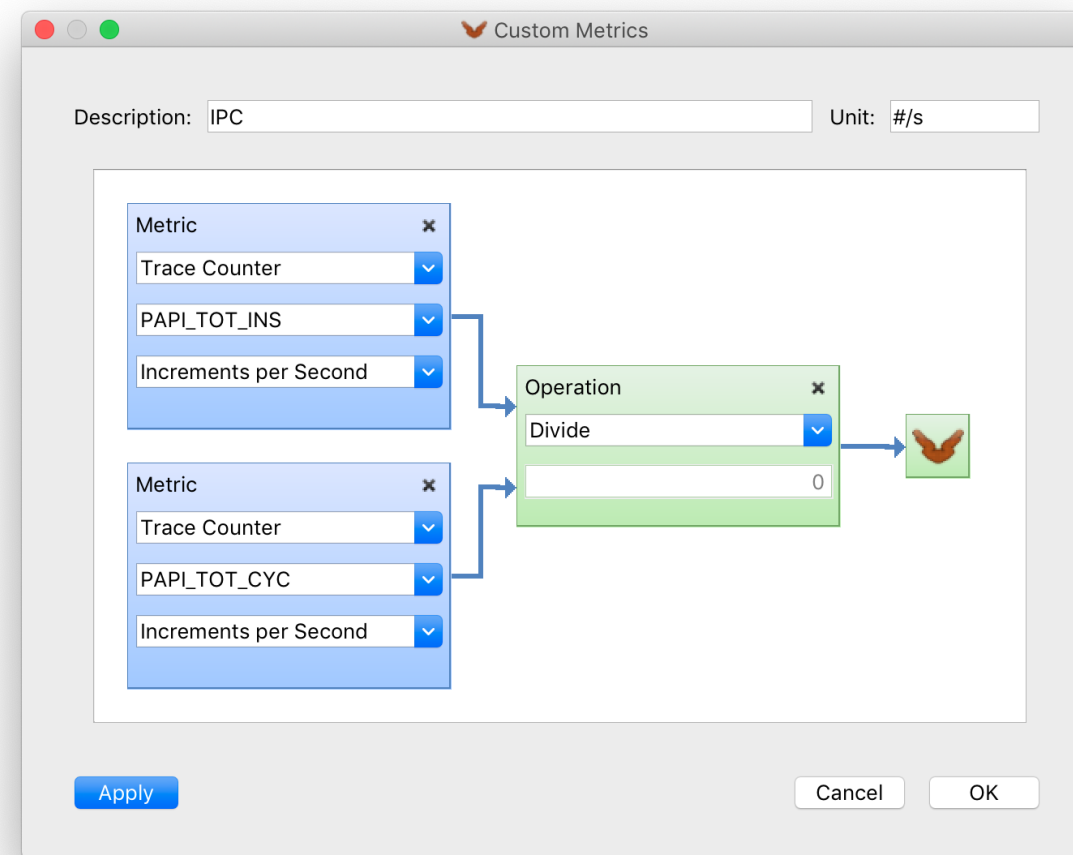 Custom Metrics
Description: IPC Unit: #/s
Metric
Trace Counter
PAPI_TOT_INS
Increments per Second
Operation
Divide
0
Metric
Trace Counter
PAPI_TOT_CYC
Increments per Second
Apply Cancel OK